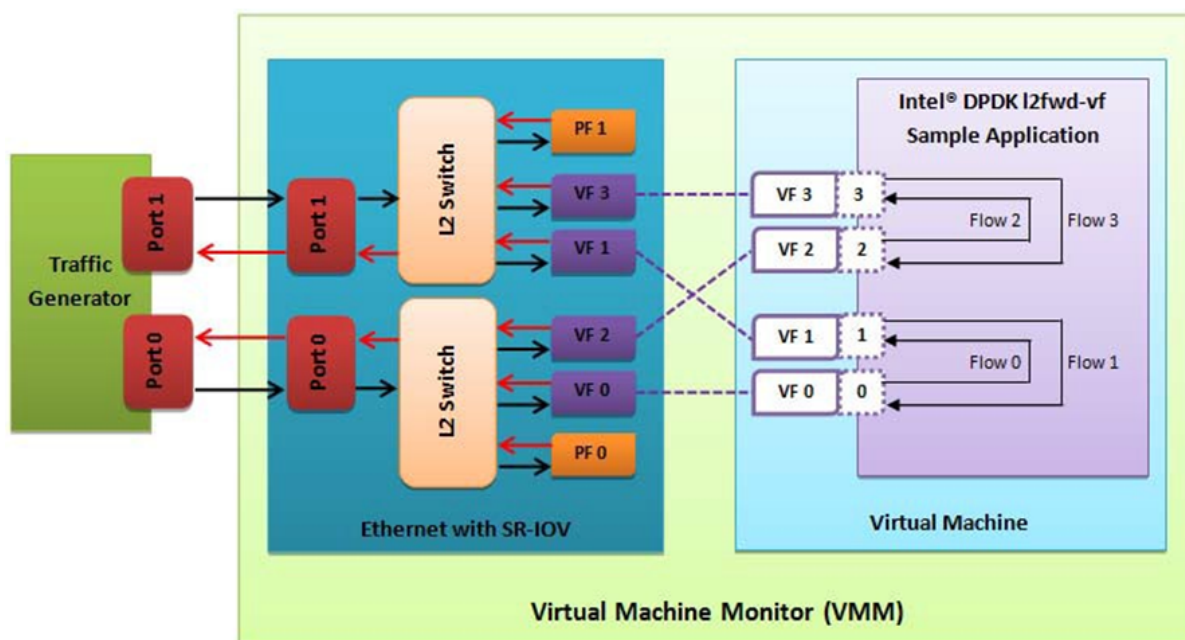 Traffic
Generator
Port 1
Port 0
Port 1
Port 0
L2 Switch
L2 Switch
PF 1
VF 3
VF 1
VF 2
VF 0
PF 0
Ethernet with SR-IOV
Intel® DPDK l2fwd-vf
Sample Application
VF 3
3
VF 2
2
Flow 2
Flow 3
VF 1
1
VF 0
0
Flow 0
Flow 1
Virtual Machine
Virtual Machine Monitor (VMM)